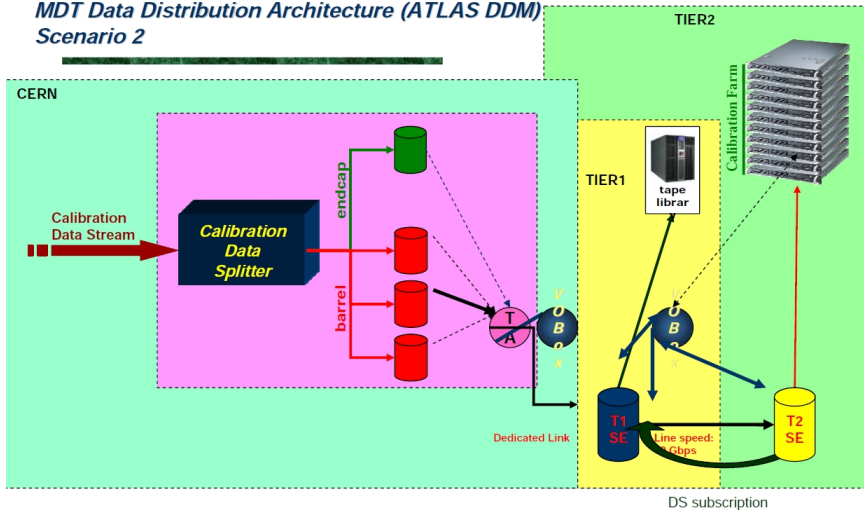 MDT Data Distribution Architecture (ATLAS DDM)
Scenario 2
TIER2
CERN
Calibration Farm
endcap
TIER1
tape
librar
Calibration
Data Stream
Calibration
Data
Splitter
barrel
T
A
V
O
B
o
x
V
O
B
o
x
T1
SE
T2
SE
Dedicated Link
Line speed:
Gbps
DS subscription